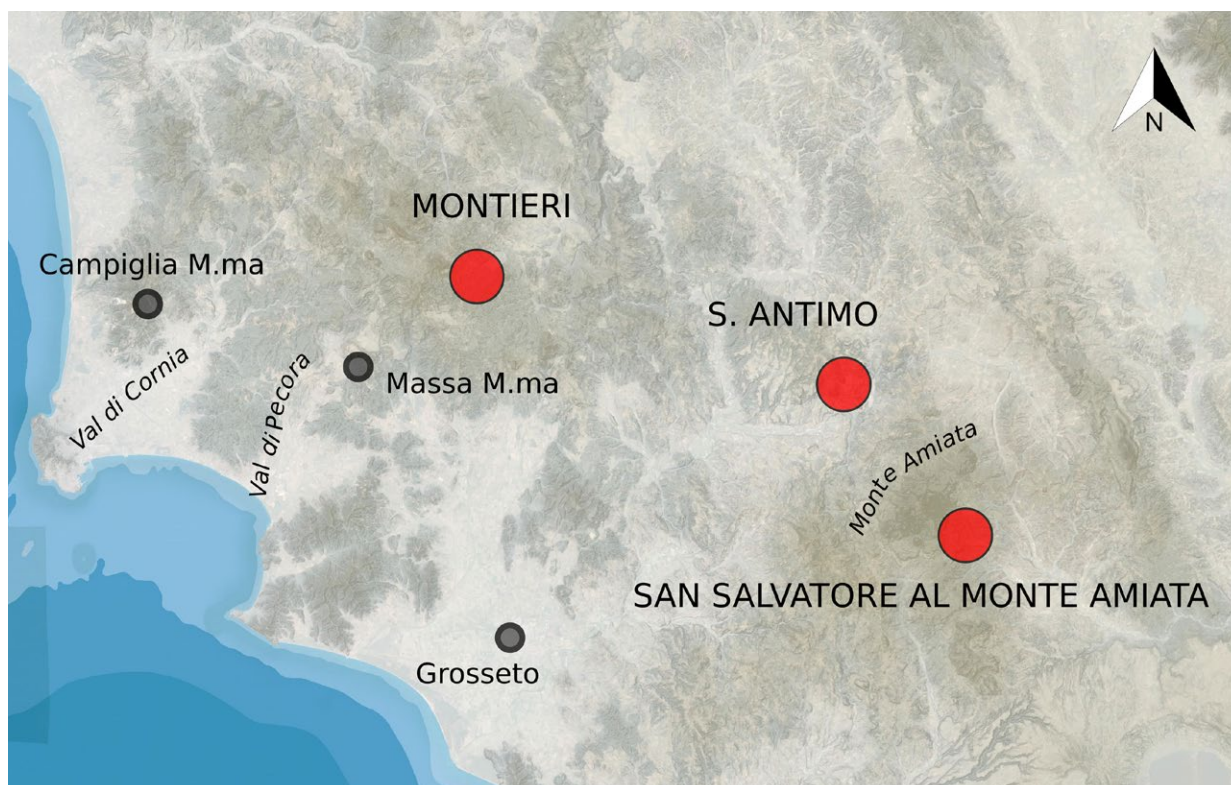 N
MONTIERI
Campiglia M.ma
S. ANTIMO
Val di Cornia
Val di Pecora
Massa M.ma
Monte Amiata
SAN SALVATORE AL MONTE AMIATA
Grosseto